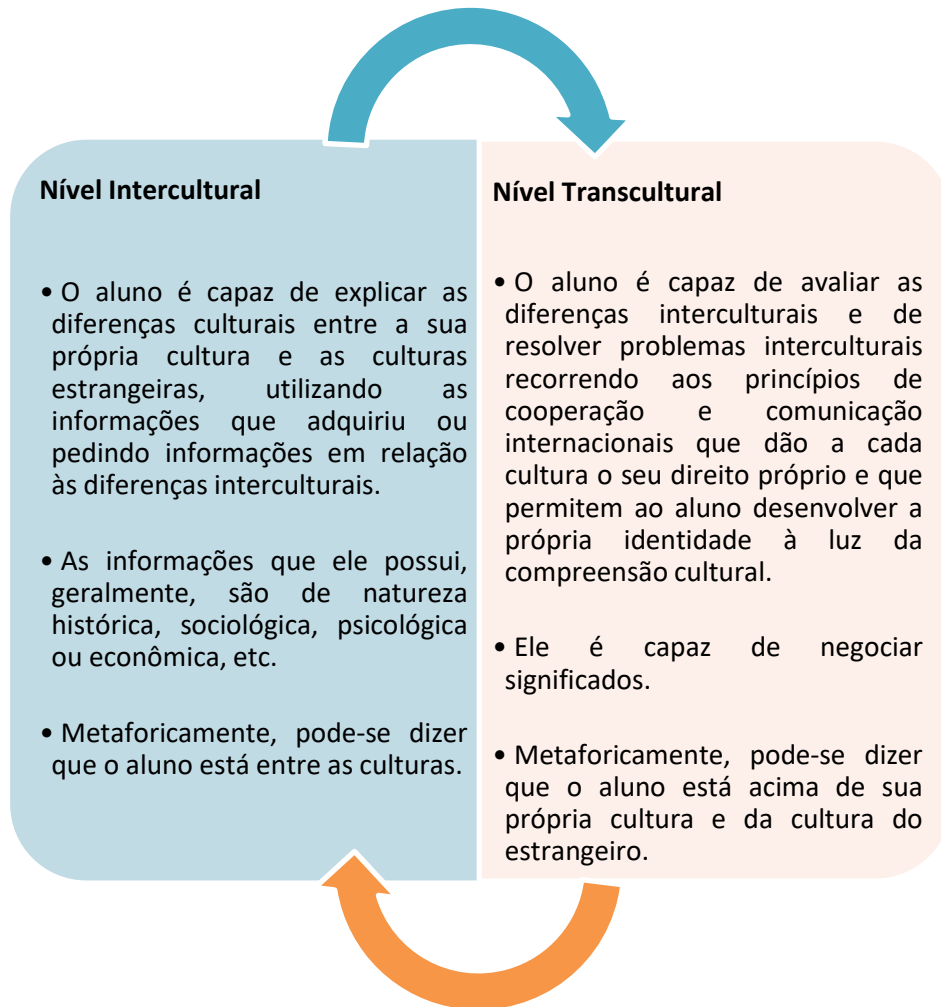 Nível Intercultural
• O aluno é capaz de explicar as
diferenças culturais entre a sua
própria cultura e as culturas
estrangeiras, utilizando as
informações que adquiriu ou
pedindo informações em relação
às diferenças interculturais.
• As informações que ele possui,
geralmente, são de natureza
histórica, sociológica, psicológica
ou econômica, etc.
• Metaforicamente, pode-se dizer
que o aluno está entre as culturas.
Nível Transcultural
• O aluno é capaz de avaliar as
diferenças interculturais e de
resolver problemas interculturais
recorrendo aos princípios de
cooperação e comunicação
internacionais que dão a cada
cultura o seu direito próprio e que
permitem ao aluno desenvolver a
própria identidade à luz da
compreensão cultural.
• Ele é capaz de negociar
significados.
• Metaforicamente, pode-se dizer
que o aluno está acima de sua
própria cultura e da cultura do
estrangeiro.